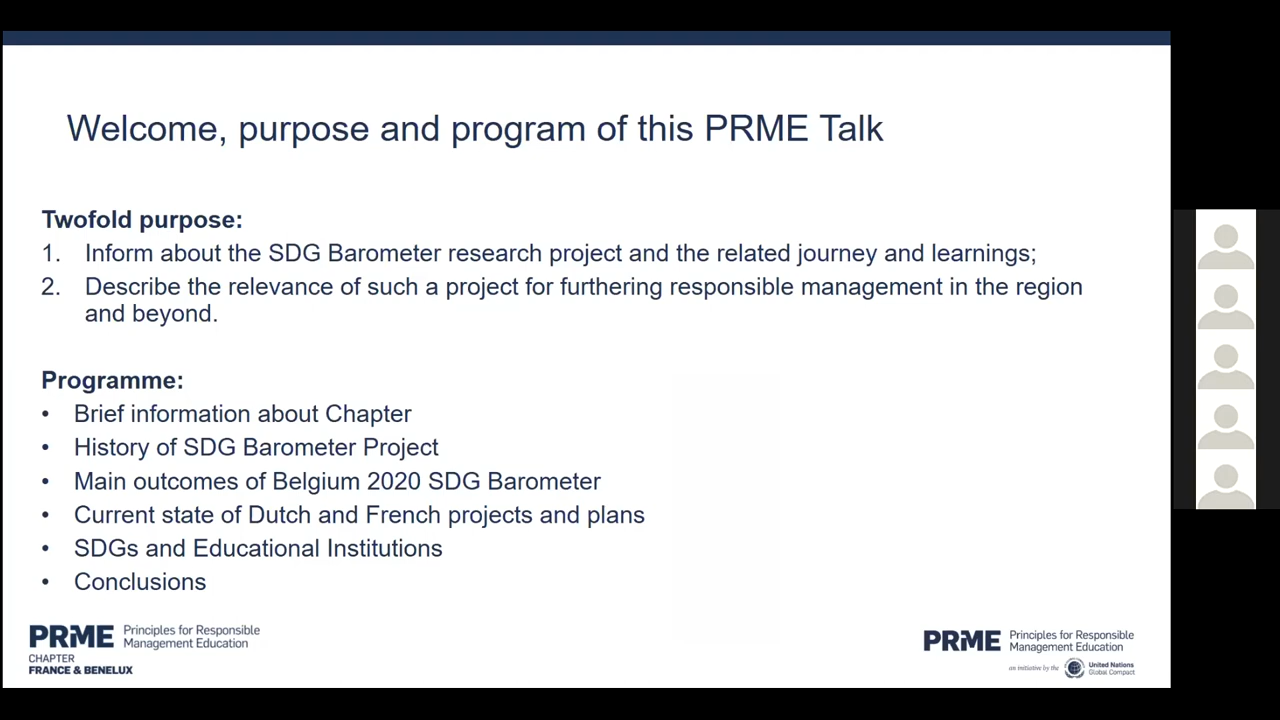 Welcome, purpose and program of this PRME Talk
Twofold purpose:
1. Inform about the SDG Barometer research project and the related journey and learnings;
2. Describe the relevance of such a project for furthering responsible management in the region
and beyond.
Programme:
• Brief information about Chapter
• History of SDG Barometer Project
• Main outcomes of Belgium 2020 SDG Barometer
• Current state of Dutch and French projects and plans
• SDGs and Educational Institutions
• Conclusions
PRME Principles for Responsible
Management Education
CHAPTER
FRANCE & BENELUX
PRME Principles for Responsible
Management Education
an initiative by the United Nations
Global Compact